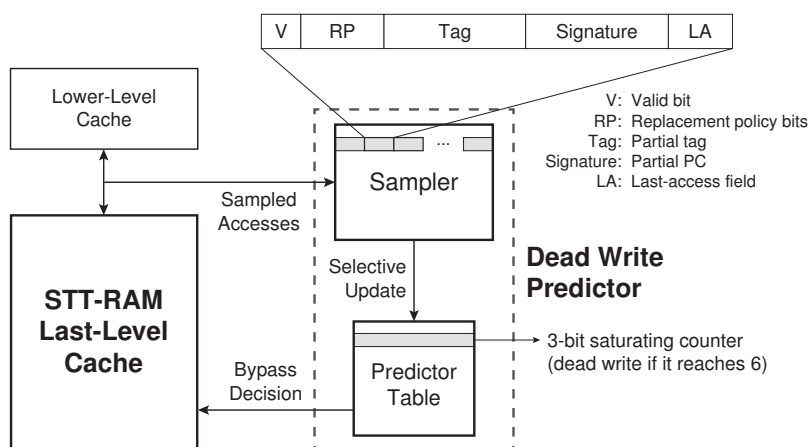 V RP Tag Signature LA
Lower-Level
Cache
V: Valid bit
RP: Replacement policy bits
Tag: Partial tag
Signature: Partial PC
LA: Last-access field
...
Sampler
Sampled
Accesses
STT-RAM
Last-Level
Cache
Selective
Update
Dead Write
Predictor
3-bit saturating counter
(dead write if it reaches 6)
Predictor
Table
Bypass
Decision